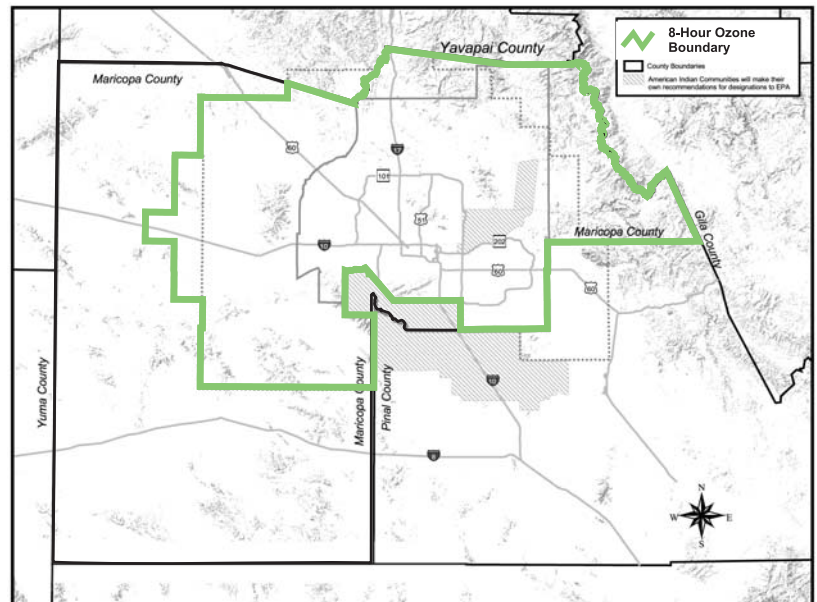 Yavapai County
8-Hour Ozone
Boundary
County Boundaries
American Indian Communities will make their
own recommendations for designations to EPA
Maricopa County
60
17
101
51
Maricopa County
Gila County
10
202
60
60
Yuma County
Maricopa County
Pinal County
10
8
N
W
E
S